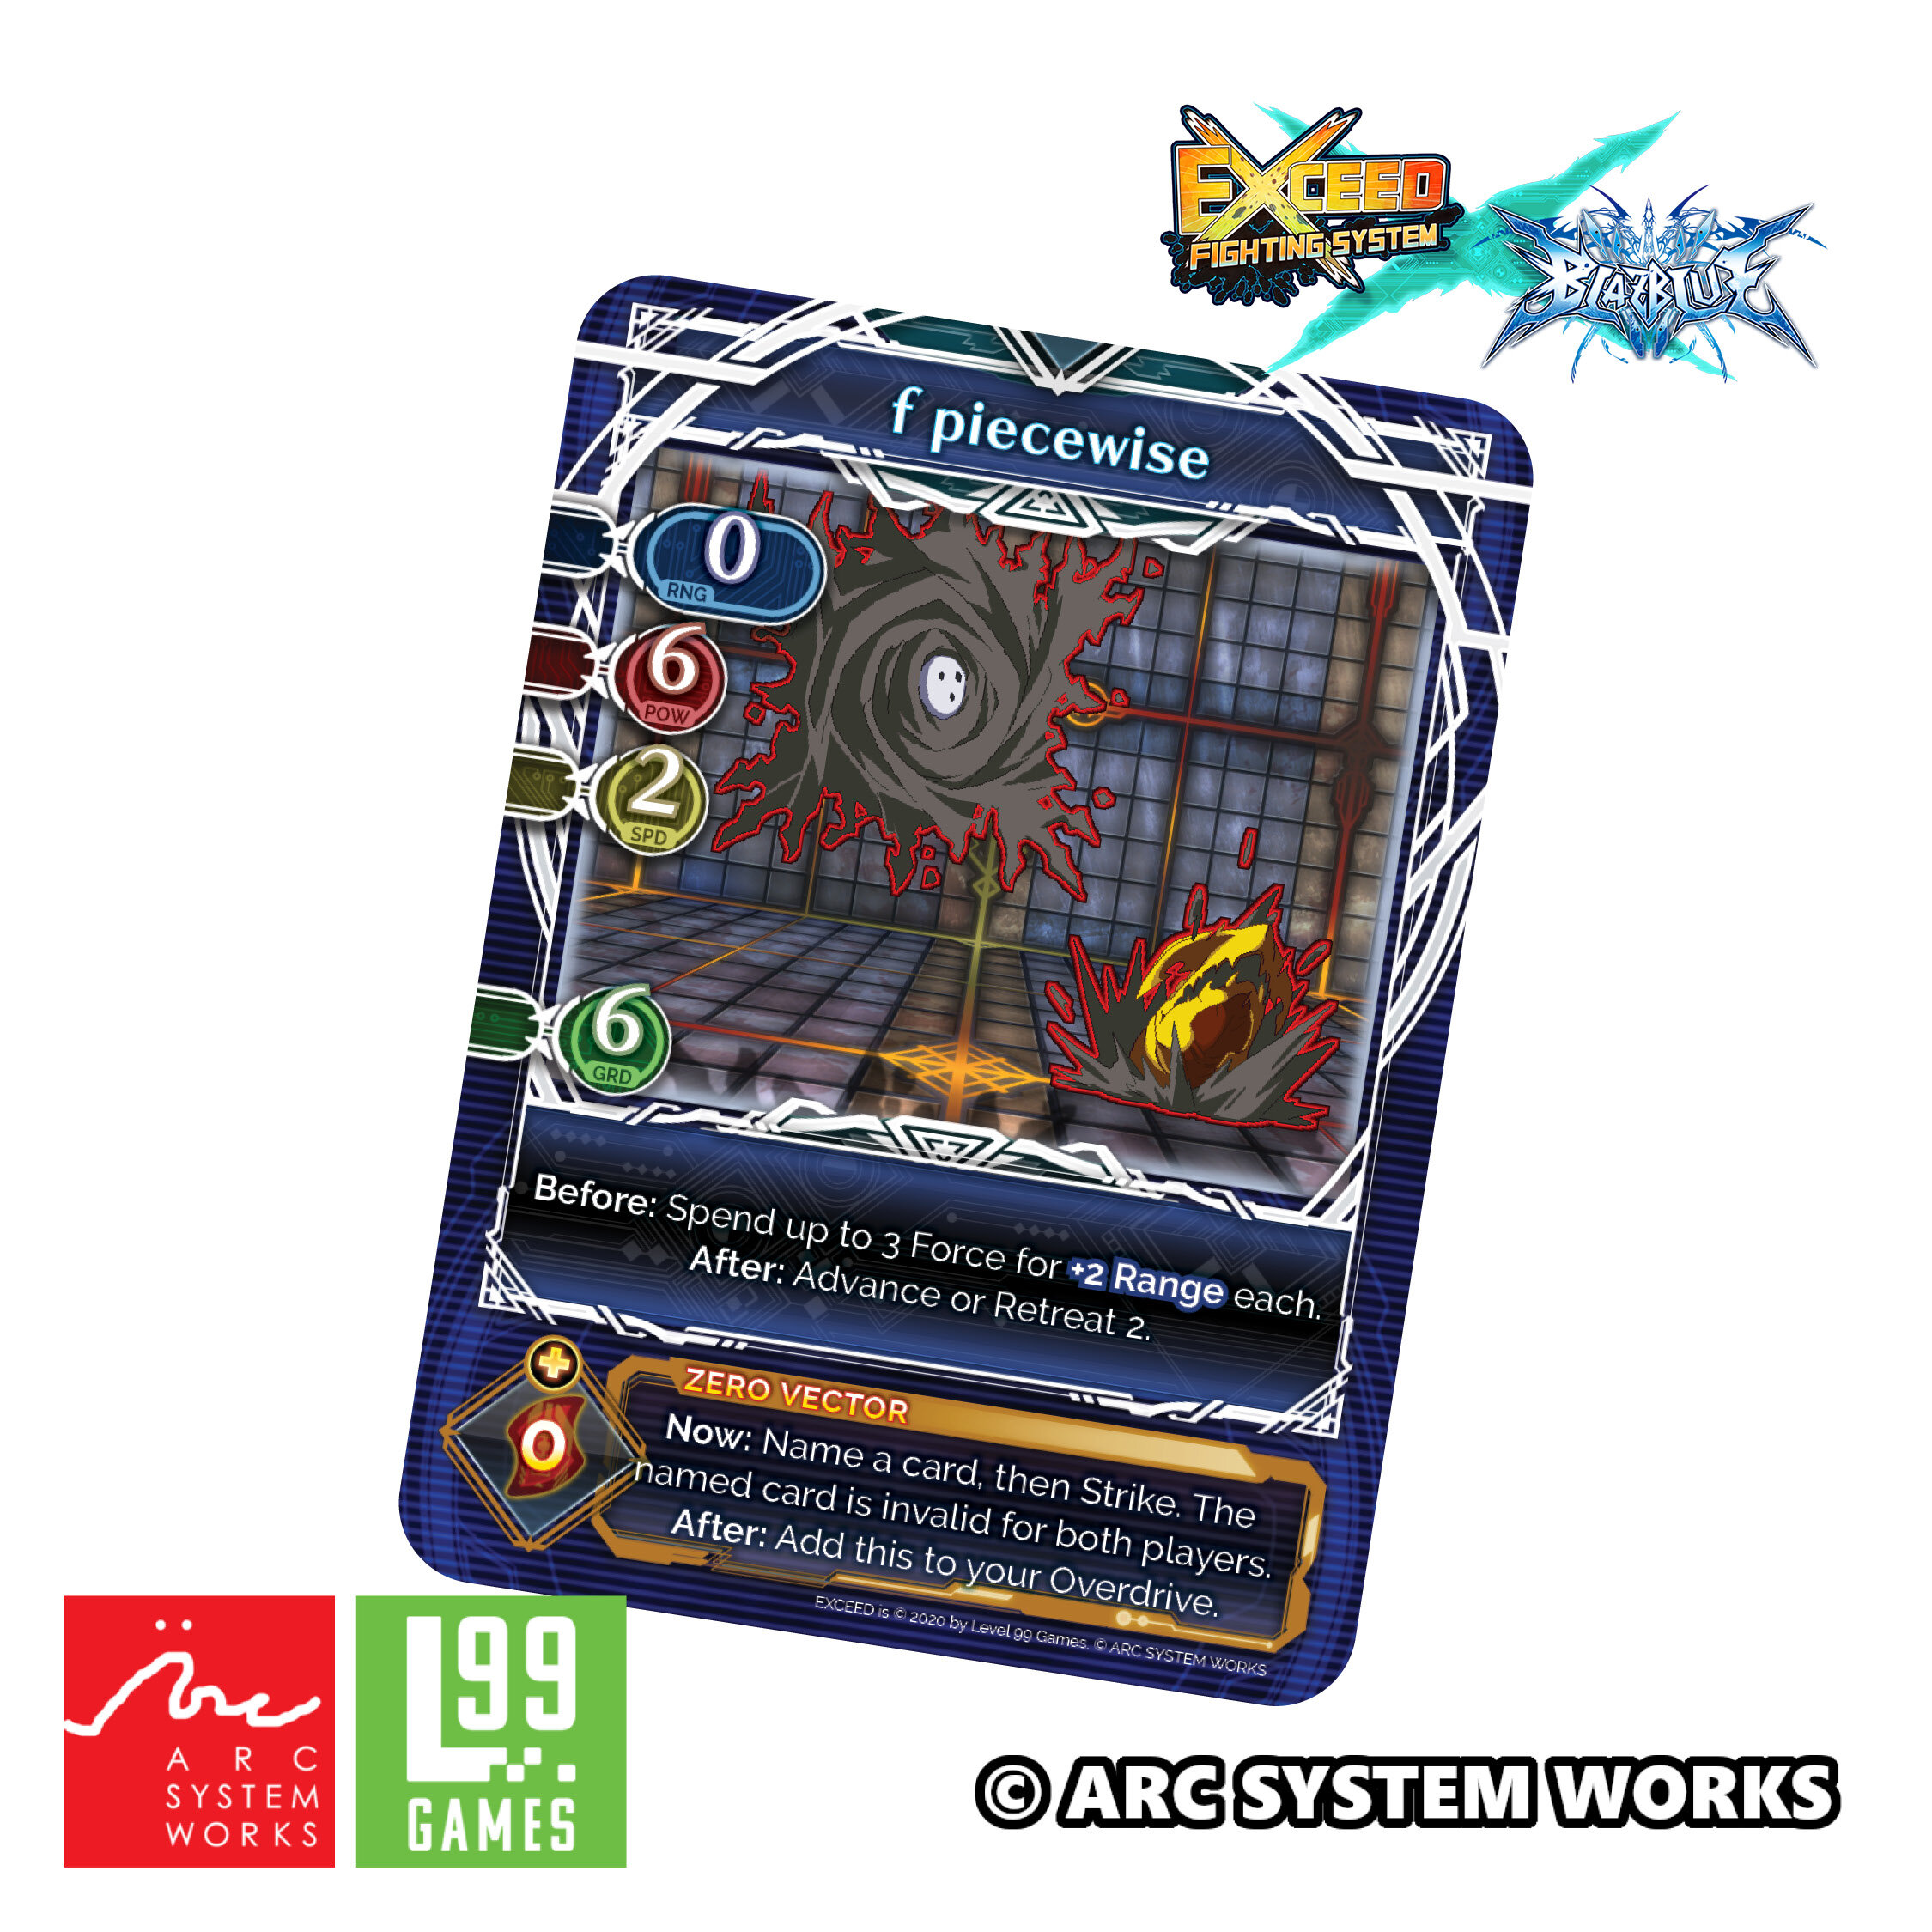 EXCEED
FIGHTING SYSTEM
BLAZBLUE
f piecewise
0
RNG
6
POW
2
SPD
6
GRD
Before: Spend up to 3 Force for +2 Range each.
After: Advance or Retreat 2.
+
0
ZERO VECTOR
Now: Name a card, then Strike. The
named card is invalid for both players.
After: Add this to your Overdrive.
EXCEED is © 2020 by Level 99 Games. © ARC SYSTEM WORKS
Arc
ARC
SYSTEM
WORKS
L99
GAMES
© ARC SYSTEM WORKS